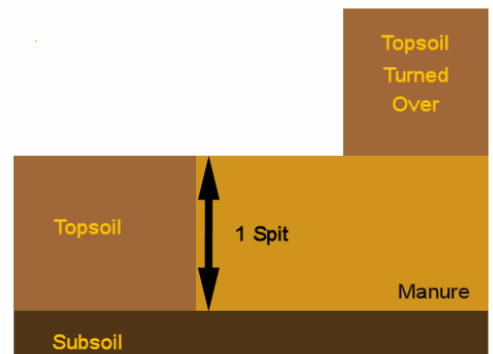 Topsoil
Turned
Over
Topsoil
1 Spit
Manure
Subsoil